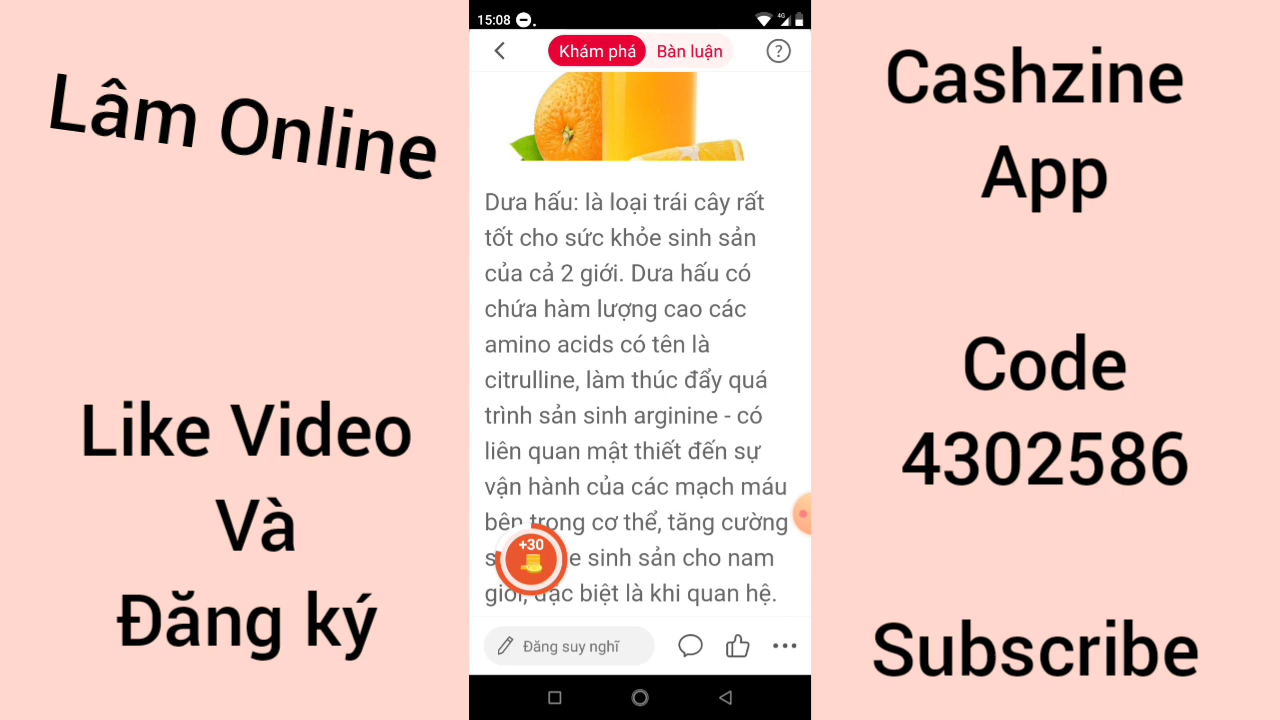 Lâm Online
Like Video
Và
Đăng ký
15:08
4G
Khám phá Bàn luận
?
Dưa hấu: là loại trái cây rất
tốt cho sức khỏe sinh sản
của cả 2 giới. Dưa hấu có
chứa hàm lượng cao các
amino acids có tên là
citrulline, làm thúc đẩy quá
trình sản sinh arginine - có
liên quan mật thiết đến sự
vận hành của các mạch máu
bên trong cơ thể, tăng cường
sinh sản cho nam
giới, đặc biệt là khi quan hệ.
+30
Đăng suy nghĩ
Cashzine
App
Code
4302586
Subscribe